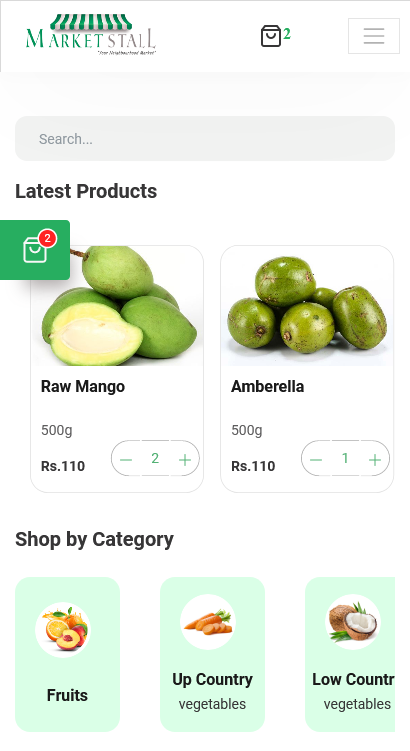 MARKET STALL
"Your Neighbourhood Market"
2
Search...
Latest Products
2
Raw Mango
Amberella
500g
500g
Rs.110
− 2 +
Rs.110
− 1 +
Shop by Category
Fruits
Up Country
vegetables
Low Countr
vegetables